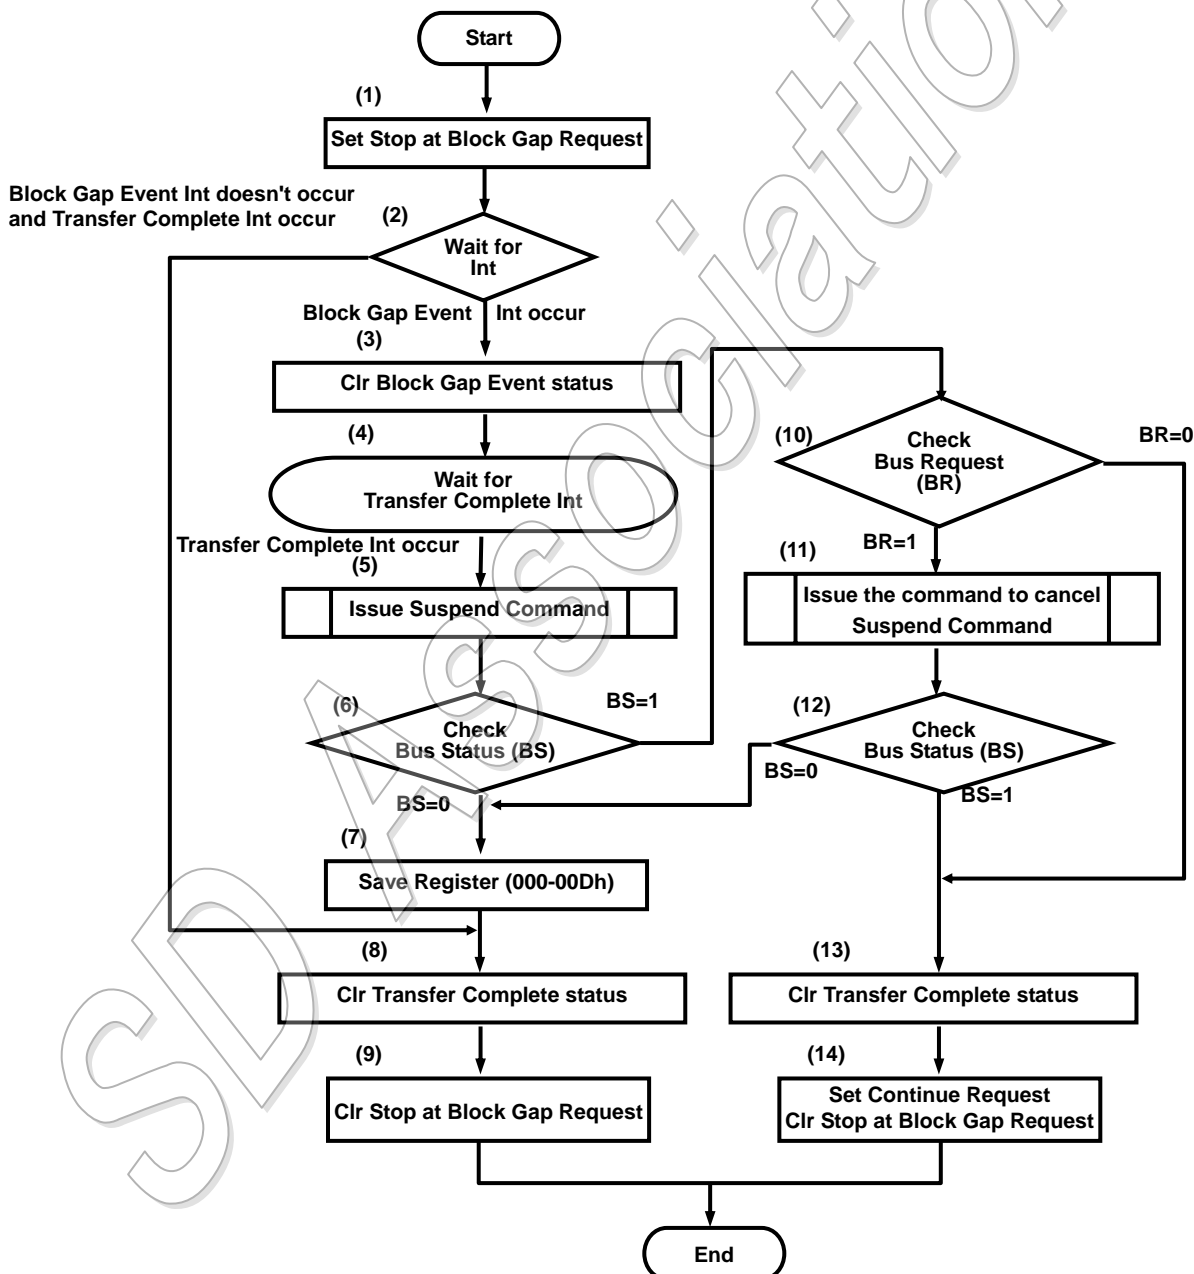 Start
(1)
Set Stop at Block Gap Request
Block Gap Event Int doesn't occur
and Transfer Complete Int occur
(2)
Wait for
Int
Block Gap Event Int occur
(3)
Clr Block Gap Event status
(4)
Wait for
Transfer Complete Int
Transfer Complete Int occur
(5)
Issue Suspend Command
(6)
Check
Bus Status (BS)
BS=1
BS=0
(7)
Save Register (000-00Dh)
(8)
Clr Transfer Complete status
(9)
Clr Stop at Block Gap Request
(10)
Check
Bus Request
(BR)
BR=0
BR=1
(11)
Issue the command to cancel
Suspend Command
(12)
Check
Bus Status (BS)
BS=0
BS=1
(13)
Clr Transfer Complete status
(14)
Set Continue Request
Clr Stop at Block Gap Request
End
SD Association